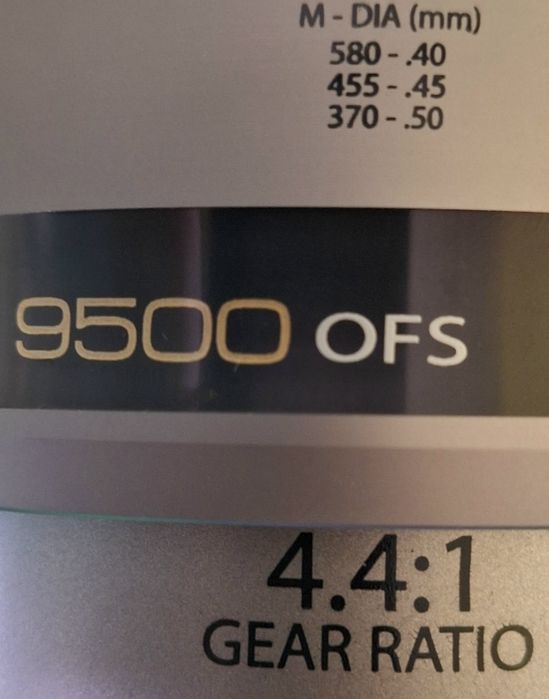 M - DIA (mm)
580 - .40
455 - .45
370 - .50
9500 OFS
4.4:1
GEAR RATIO